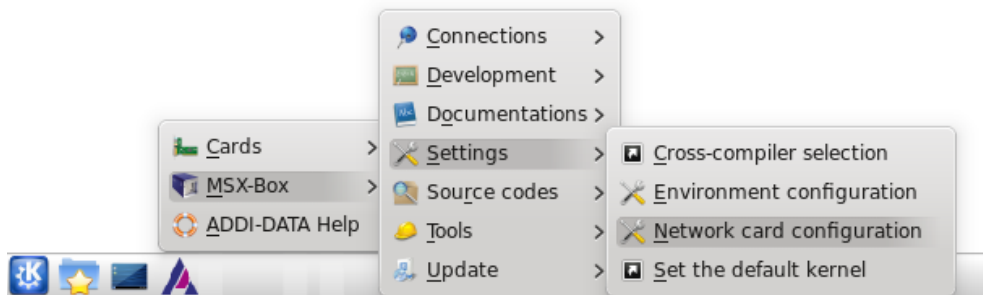 Cards
MSX-Box
ADDI-DATA Help
Connections
Development
Documentations
Settings
Source codes
Tools
Update
Cross-compiler selection
Environment configuration
Network card configuration
Set the default kernel